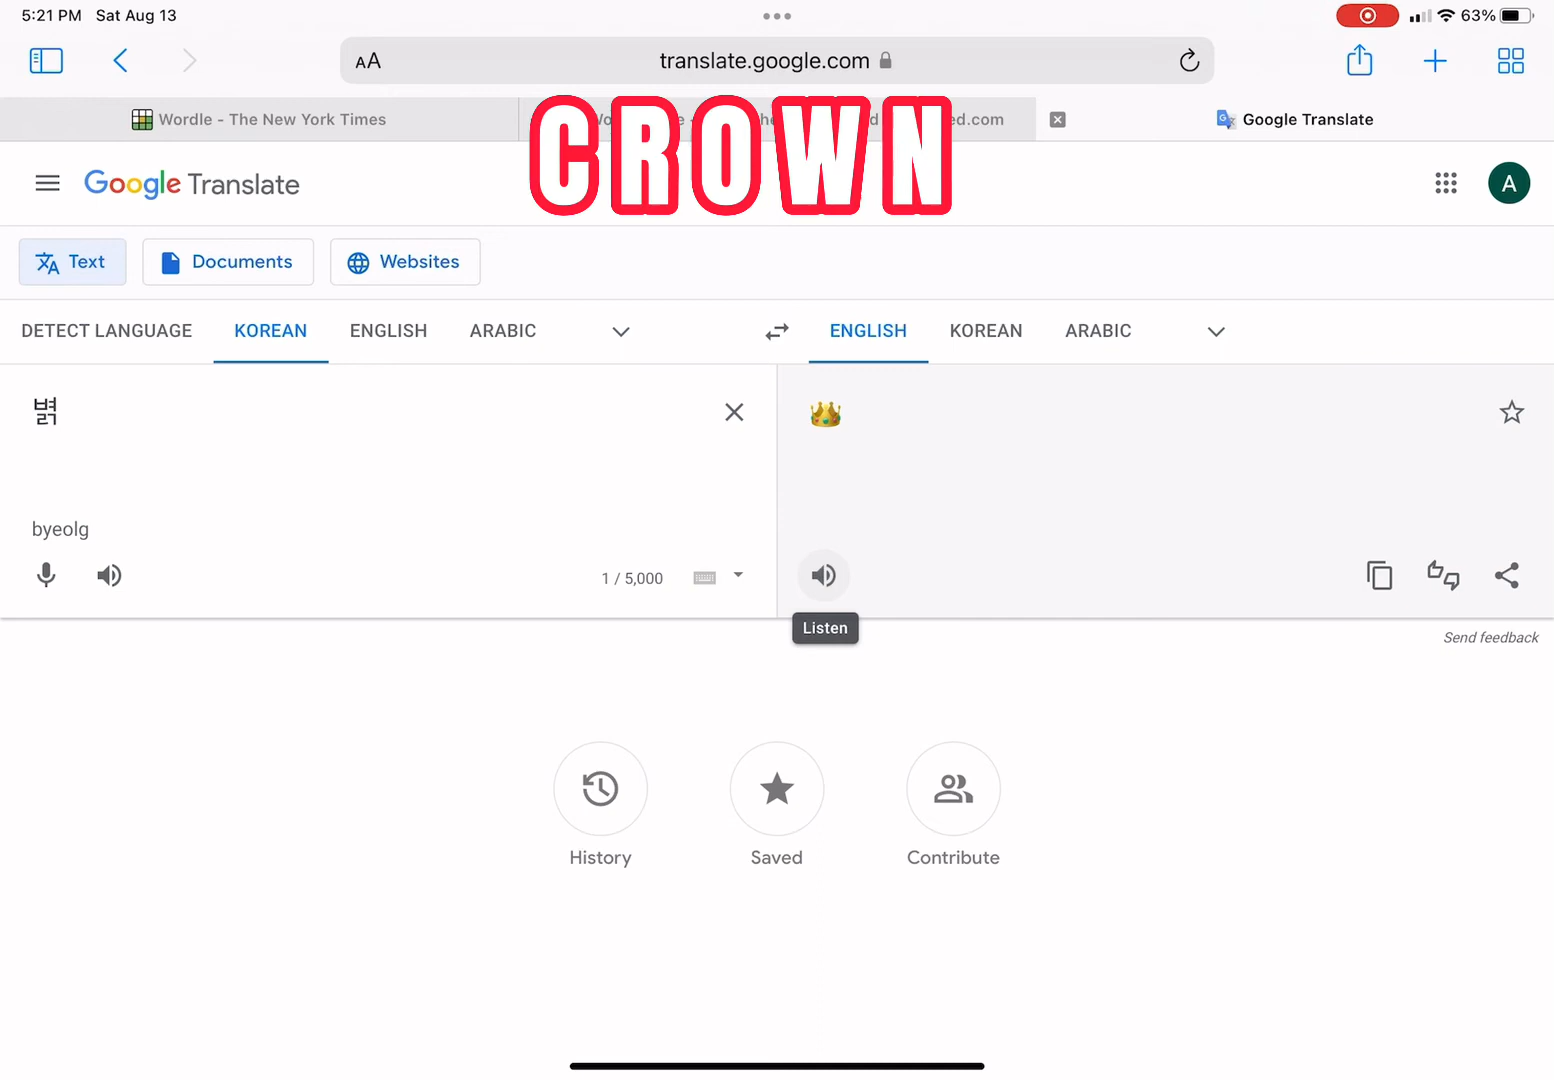 5:21 PM Sat Aug 13
63%
AA
translate.google.com
Wordle - The New York Times
ed.com
Google Translate
CROWN
Google Translate
A
Text
Documents
Websites
DETECT LANGUAGE
KOREAN
ENGLISH
ARABIC
ENGLISH
KOREAN
ARABIC
볅
👑
byeolg
1 / 5,000
Listen
Send feedback
History
Saved
Contribute